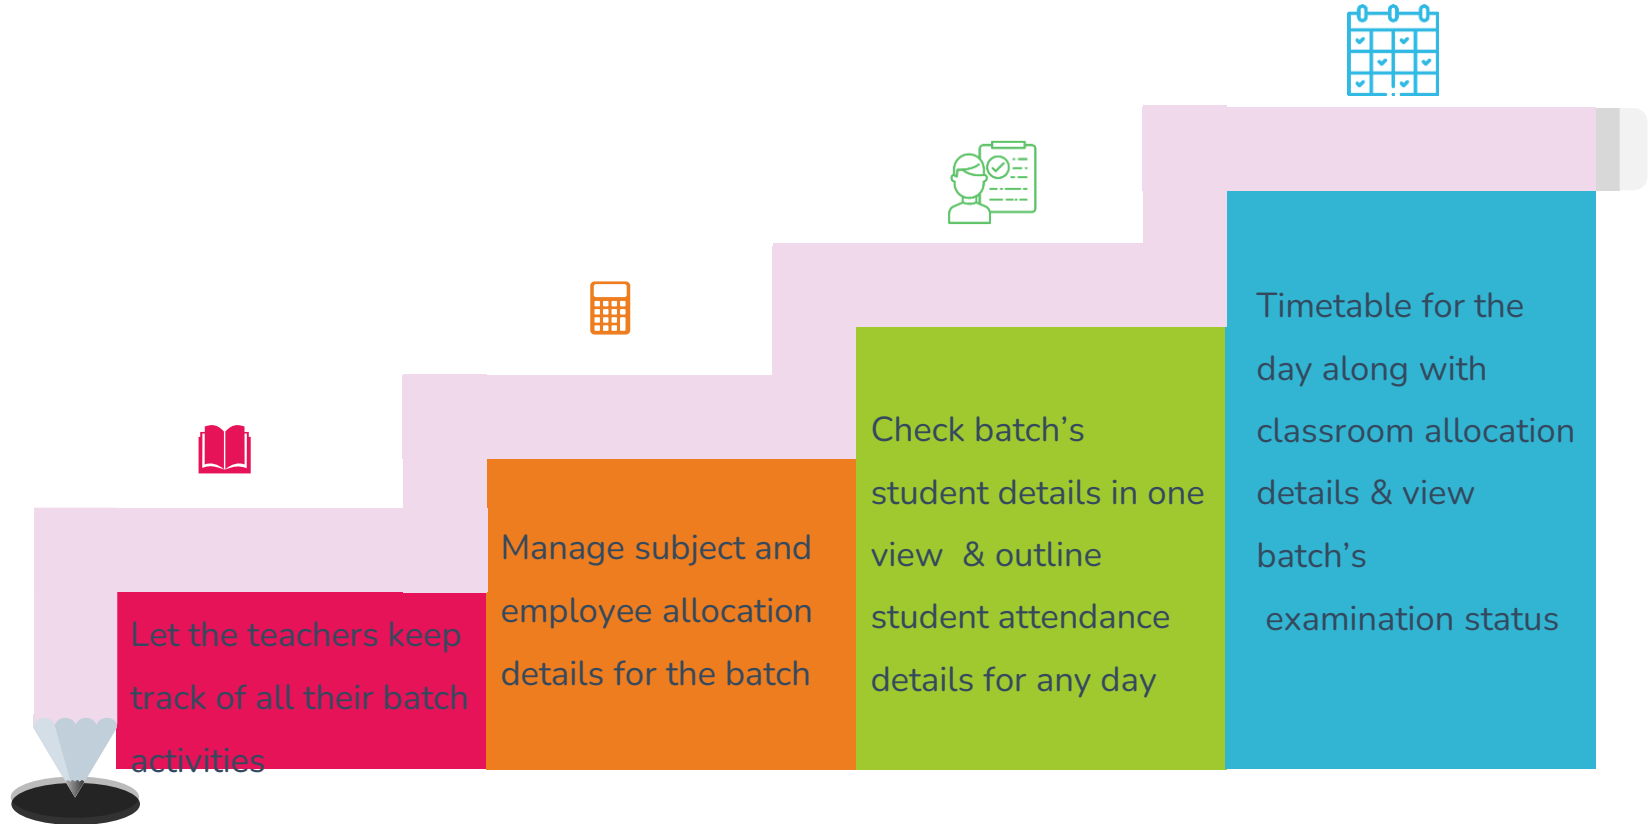 Let the teachers keep
track of all their batch
activities
Manage subject and
employee allocation
details for the batch
Check batch’s
student details in one
view  & outline
student attendance
details for any day
Timetable for the
day along with
classroom allocation
details & view
batch’s
examination status